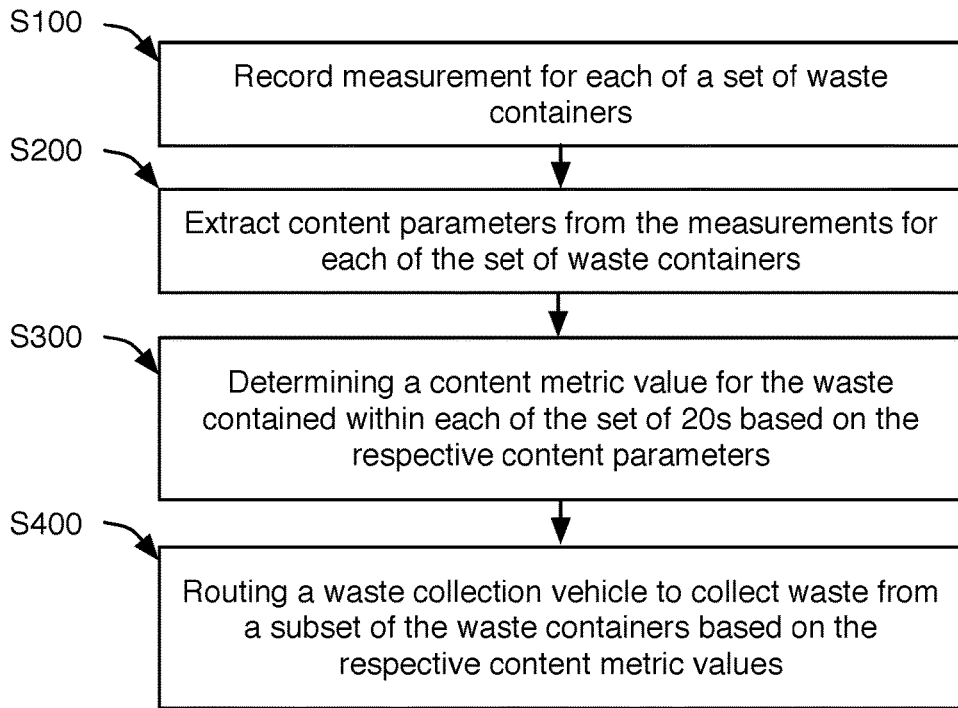 S100
Record measurement for each of a set of waste
containers
S200
Extract content parameters from the measurements for
each of the set of waste containers
S300
Determining a content metric value for the waste
contained within each of the set of 20s based on the
respective content parameters
S400
Routing a waste collection vehicle to collect waste from
a subset of the waste containers based on the
respective content metric values